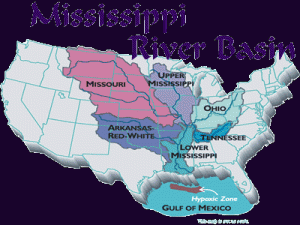 Mississippi
River Basin
UPPER
MISSISSIPPI
MISSOURI
OHIO
ARKANSAS-
RED-WHITE
TENNESSEE
LOWER
MISSISSIPPI
Hypoxic Zone
GULF OF MEXICO